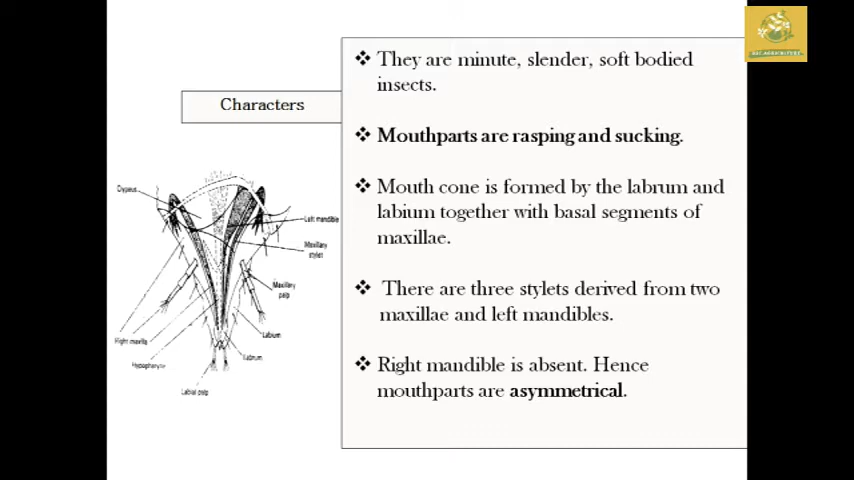 Characters
❖ They are minute, slender, soft bodied
insects.
❖ Mouthparts are rasping and sucking.
❖ Mouth cone is formed by the labrum and
labium together with basal segments of
maxillae.
❖ There are three stylets derived from two
maxillae and left mandibles.
❖ Right mandible is absent. Hence
mouthparts are asymmetrical.
Clypeus
Left mandible
Maxillary
stylet
Maxillary
palp
Labium
Labrum
Right maxilla
Hypopharynx
Labial palp